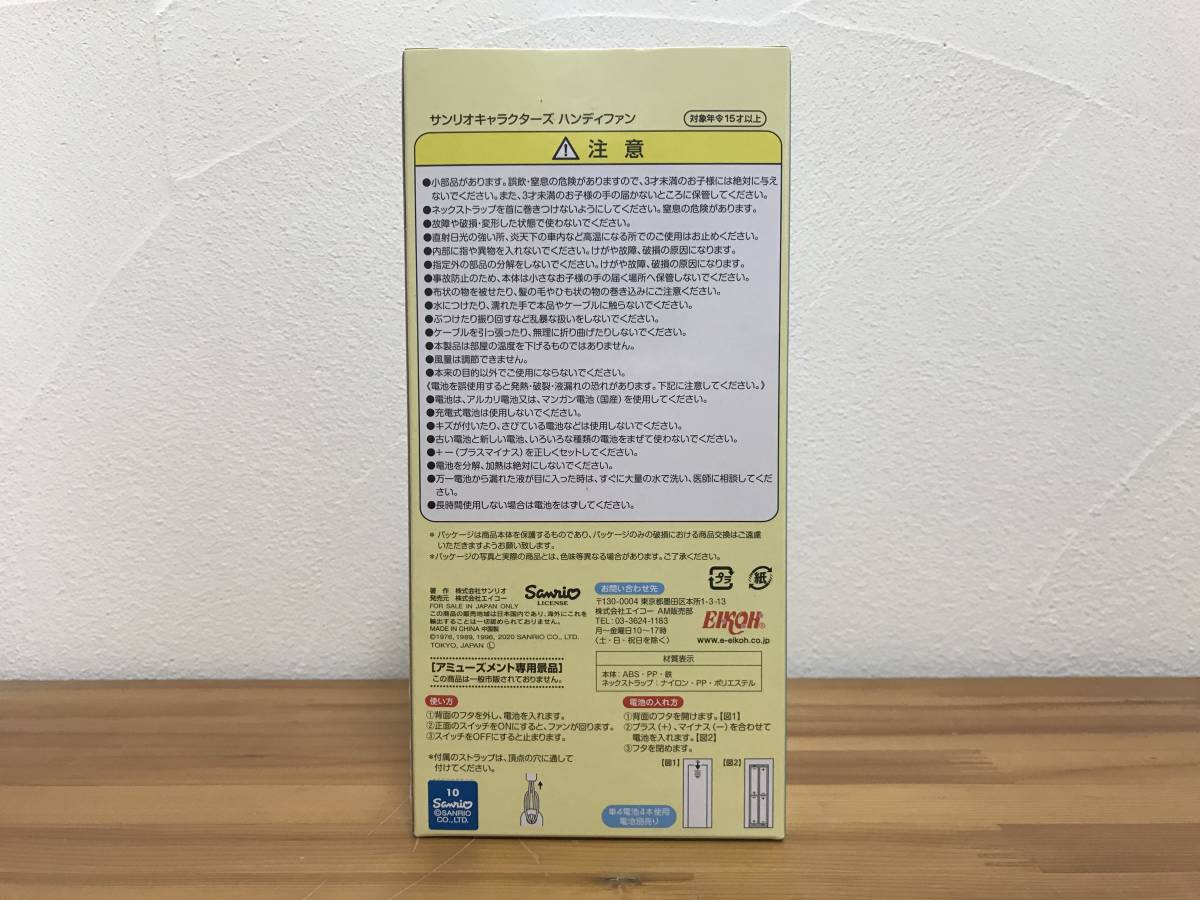 サンリオキャラクターズ ハンディファン
対象年令15才以上
注 意
●小部品があります。誤飲・窒息の危険がありますので、3才未満のお子様には絶対に与え
ないでください。また、3才未満のお子様の手の届かないところに保管してください。
●ネックストラップを首に巻きつけないようにしてください。窒息の危険があります。
●故障や破損・変形した状態で使わないでください。
●直射日光の強い所、炎天下の車内など高温になる所でのご使用はお止めください。
●内部に指や異物を入れないでください。けがや故障、破損の原因になります。
●指定外の部品の分解をしないでください。けがや故障、破損の原因になります。
●事故防止のため、本体は小さなお子様の手の届く場所へ保管しないでください。
●布状の物を被せたり、髪の毛やひも状の物の巻き込みにご注意ください。
●水につけたり、濡れた手で本品やケーブルに触らないでください。
●ぶつけたり振り回すなど乱暴な扱いをしないでください。
●ケーブルを引っ張ったり、無理に折り曲げたりしないでください。
●本製品は部屋の温度を下げるものではありません。
●風量は調節できません。
●本来の目的以外でご使用にならないでください。
《電池を誤使用すると発熱・破裂・液漏れの恐れがあります。下記に注意してください。》
●電池は、アルカリ電池又は、マンガン電池(国産)を使用してください。
●充電式電池は使用しないでください。
●キズが付いたり、さびている電池などは使用しないでください。
●古い電池と新しい電池、いろいろな種類の電池をまぜて使わないでください。
●+-(プラスマイナス)を正しくセットしてください。
●電池を分解、加熱は絶対にしないでください。
●万一電池から漏れた液が目に入った時は、すぐに大量の水で洗い、医師に相談してくだ
さい。
●長時間使用しない場合は電池をはずしてください。
* パッケージは商品本体を保護するものであり、パッケージのみの破損における商品交換はご遠慮
いただきますようお願い致します。
*パッケージの写真と実際の商品とは、色味等異なる場合があります。ご了承ください。
プラ
紙
著 作 株式会社サンリオ
発売元 株式会社エイコー
FOR SALE IN JAPAN ONLY
この商品の販売地域は日本国内であり、海外にこれを
輸出することは一切認められておりません。
MADE IN CHINA 中国製
©1976, 1989, 1996, 2020 SANRIO CO., LTD.
TOKYO, JAPAN Ⓛ
Sanrio
LICENSE
お問い合わせ先
〒130-0004 東京都墨田区本所1-3-13
株式会社エイコー AM販売部
TEL : 03-3624-1183
月〜金曜日10〜17時
(土・日・祝日を除く)
EIKOH®
www.e-eikoh.co.jp
[アミューズメント専用景品]
この商品は一般市販されておりません。
材質表示
本体:ABS・PP・鉄
ネックストラップ:ナイロン・PP・ポリエステル
使い方
①背面のフタを外し、電池を入れます。
②正面のスイッチをONにすると、ファンが回ります。
③スイッチをOFFにすると止まります。
*付属のストラップは、頂点の穴に通して
付けてください。
電池の入れ方
①背面のフタを開けます。【図1】
②プラス(+)、マイナス(-)を合わせて
電池を入れます。【図2】
③フタを閉めます。
【図1】
【図2】
単4電池4本使用
電池別売り
10
Sanrio
©SANRIO
CO.,LTD.